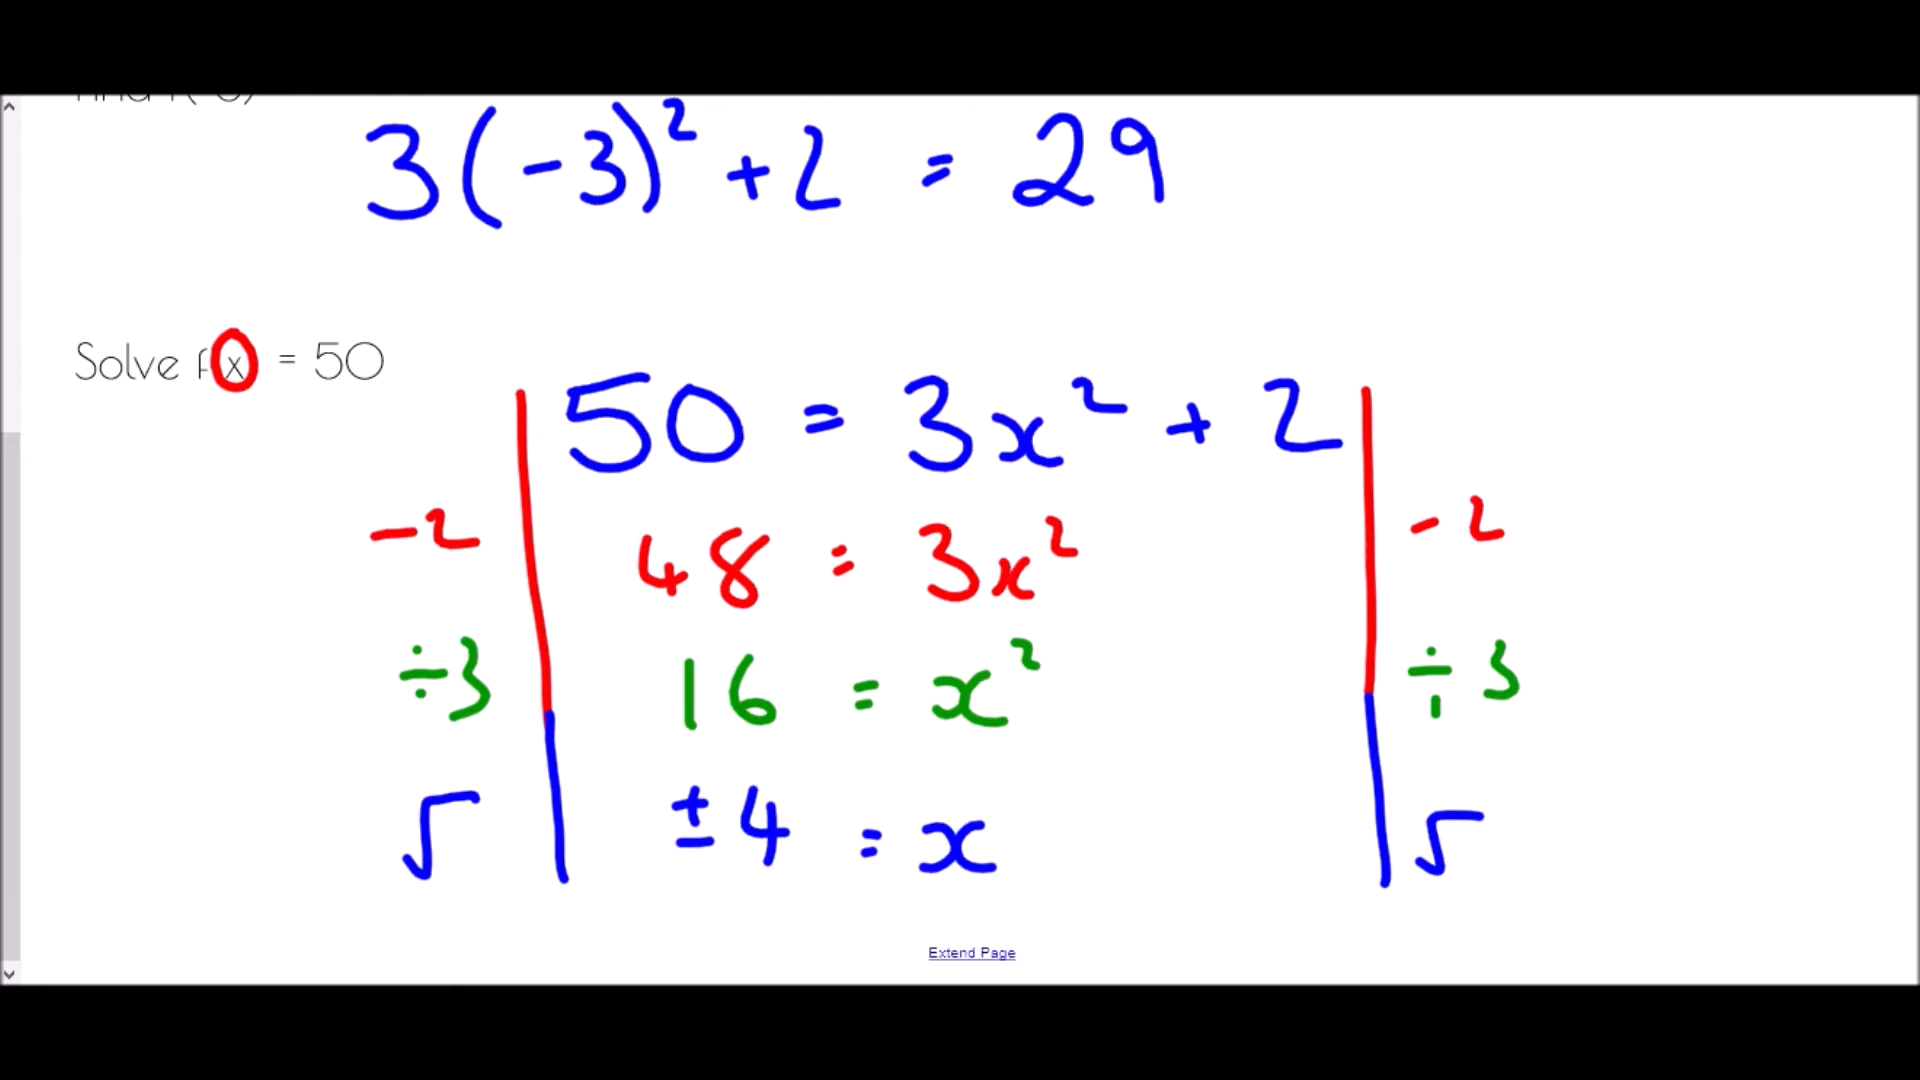 3(-3)² + 2 = 29
Solve f(x) = 50
50 = 3x² + 2
-2 48 = 3x² -2
÷3 16 = x² ÷3
√ ±4 = x √
Extend Page